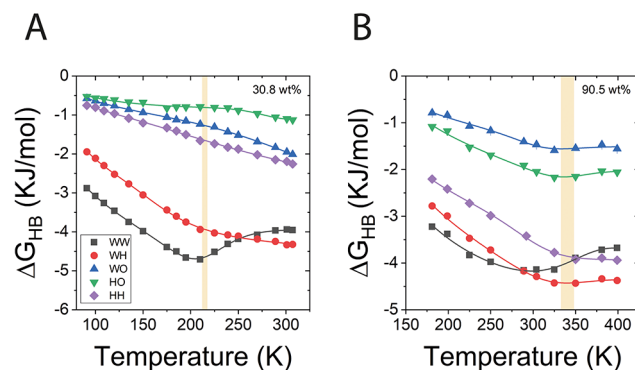 A
B
30.8 wt%
0
-1
-2
-3
-4
-5
-6
ΔG_HB (KJ/mol)
WW
WH
WO
HO
HH
100
150
200
250
300
Temperature (K)
90.5 wt%
0
-1
-2
-3
-4
-5
ΔG_HB (KJ/mol)
150
200
250
300
350
400
Temperature (K)